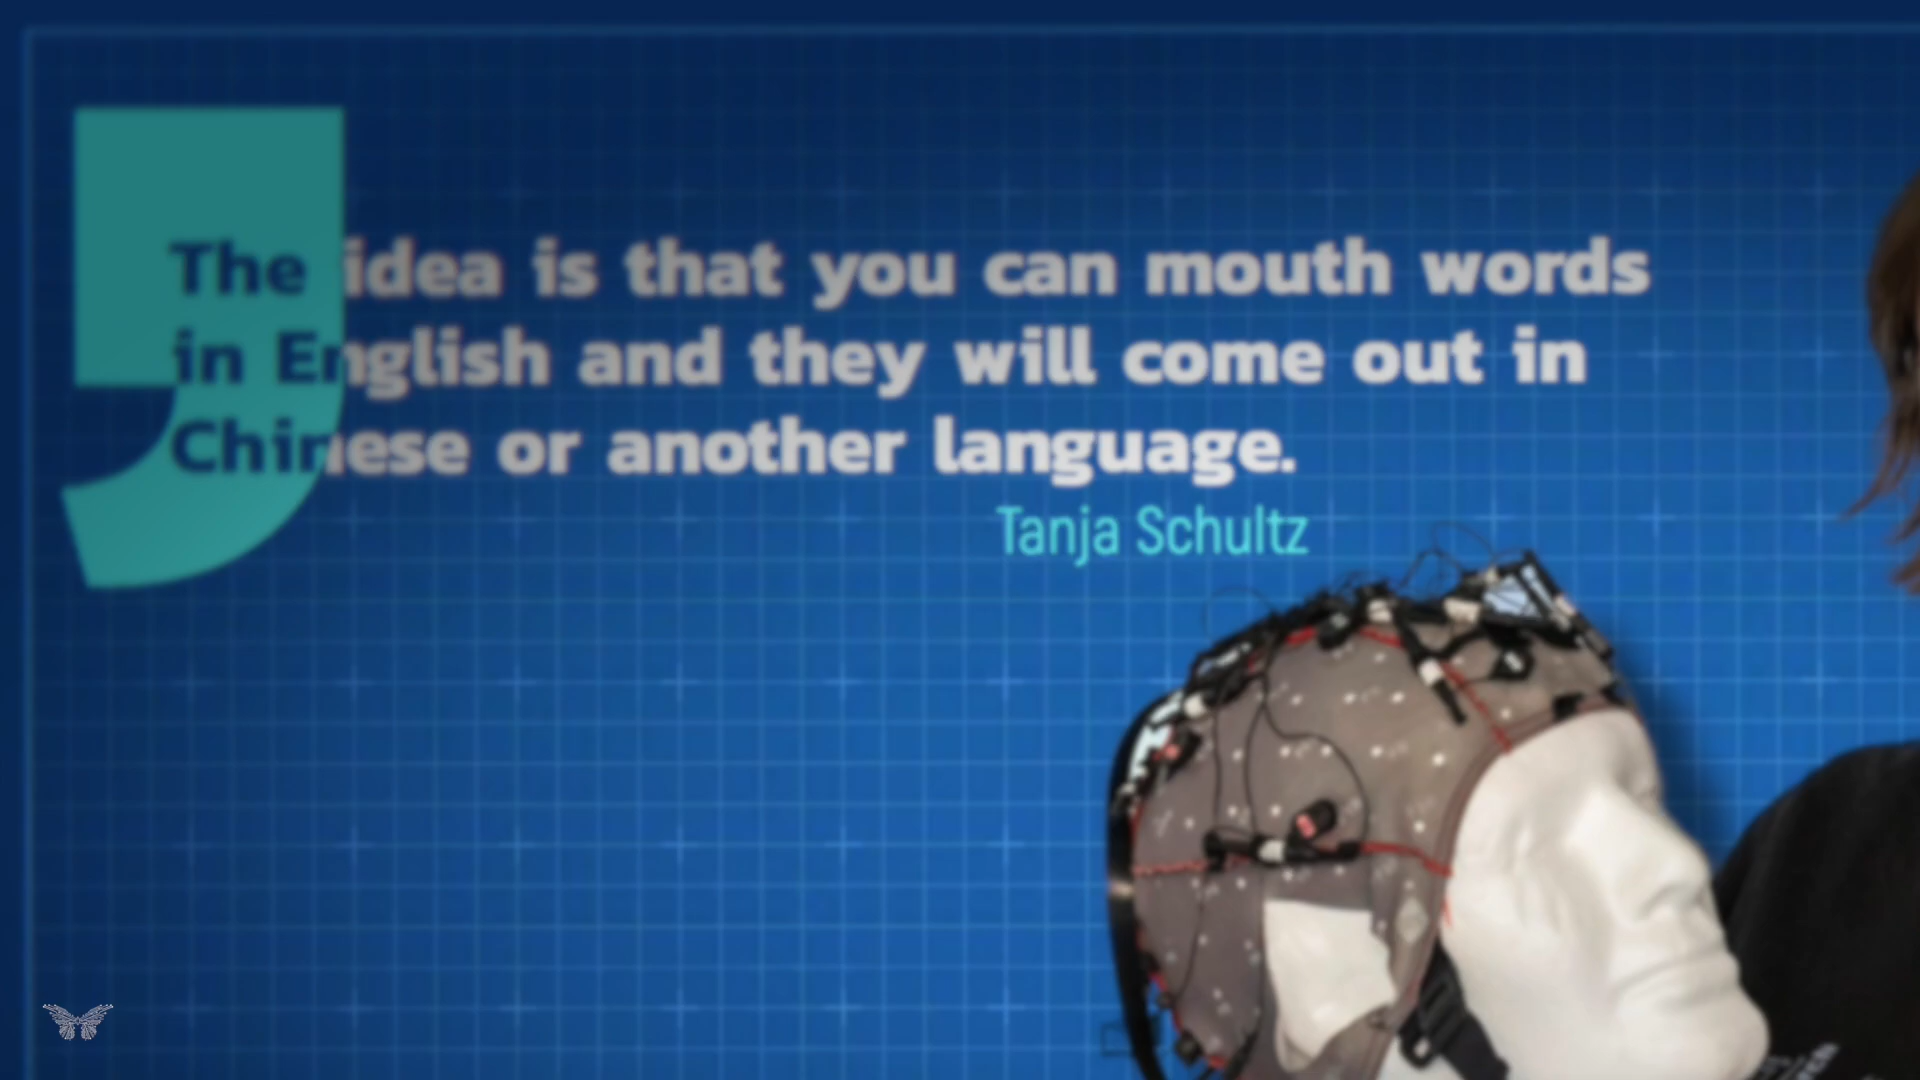 The idea is that you can mouth words
in English and they will come out in
Chinese or another language.
Tanja Schultz